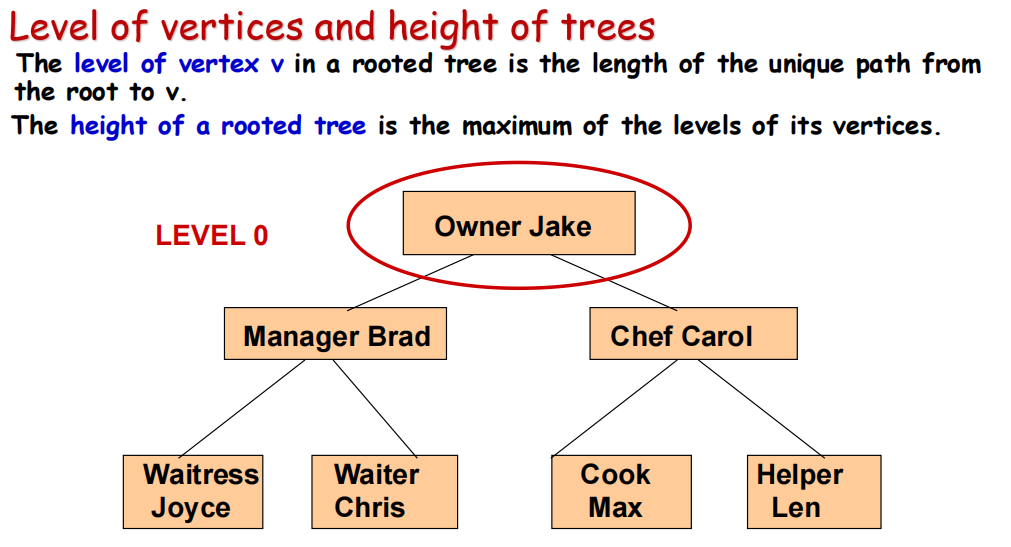 Level of vertices and height of trees
The level of vertex v in a rooted tree is the length of the unique path from
the root to v.
The height of a rooted tree is the maximum of the levels of its vertices.
LEVEL 0
Owner Jake
Manager Brad
Chef Carol
Waitress
Joyce
Waiter
Chris
Cook
Max
Helper
Len